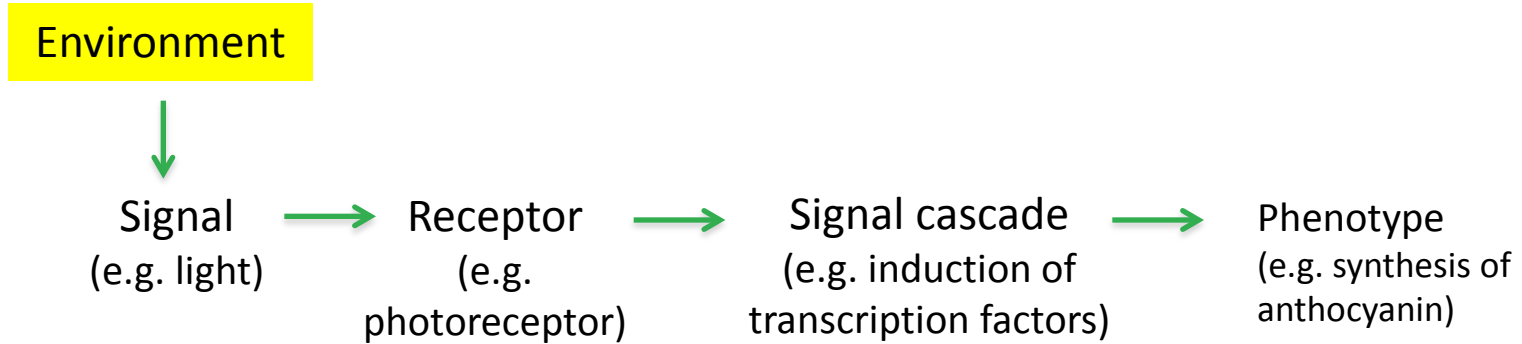 Environment
Signal
(e.g. light)
Receptor
(e.g.
photoreceptor)
Signal cascade
(e.g. induction of
transcription factors)
Phenotype
(e.g. synthesis of
anthocyanin)